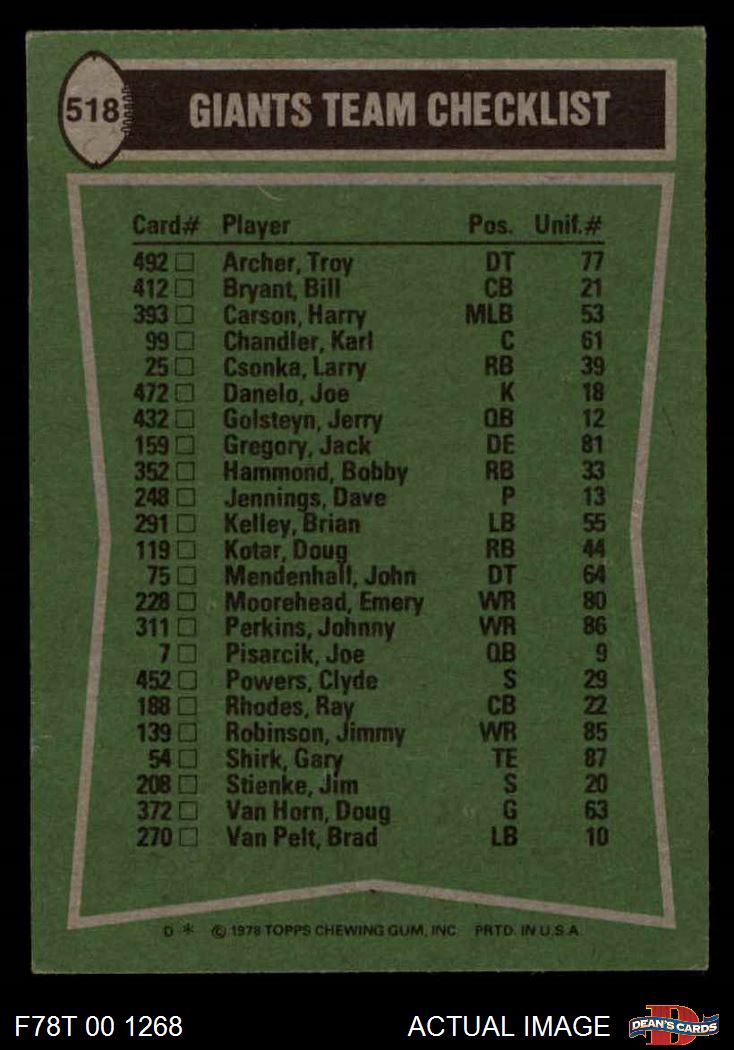 518 GIANTS TEAM CHECKLIST
Card# Player Pos. Unif.#
492 Archer, Troy DT 77
412 Bryant, Bill CB 21
393 Carson, Harry MLB 53
99 Chandler, Karl C 61
25 Csonka, Larry RB 39
472 Danelo, Joe K 18
432 Golsteyn, Jerry QB 12
159 Gregory, Jack DE 81
352 Hammond, Bobby RB 33
248 Jennings, Dave P 13
291 Kelley, Brian LB 55
119 Kotar, Doug RB 44
75 Mendenhall, John DT 64
228 Moorehead, Emery WR 80
311 Perkins, Johnny WR 86
7 Pisarcik, Joe QB 9
452 Powers, Clyde S 29
188 Rhodes, Ray CB 22
139 Robinson, Jimmy WR 85
54 Shirk, Gary TE 87
208 Stienke, Jim S 20
372 Van Horn, Doug G 63
270 Van Pelt, Brad LB 10
D * © 1978 TOPPS CHEWING GUM, INC. PRTD. IN U.S.A.
F78T 00 1268 ACTUAL IMAGE D DEAN'S CARDS